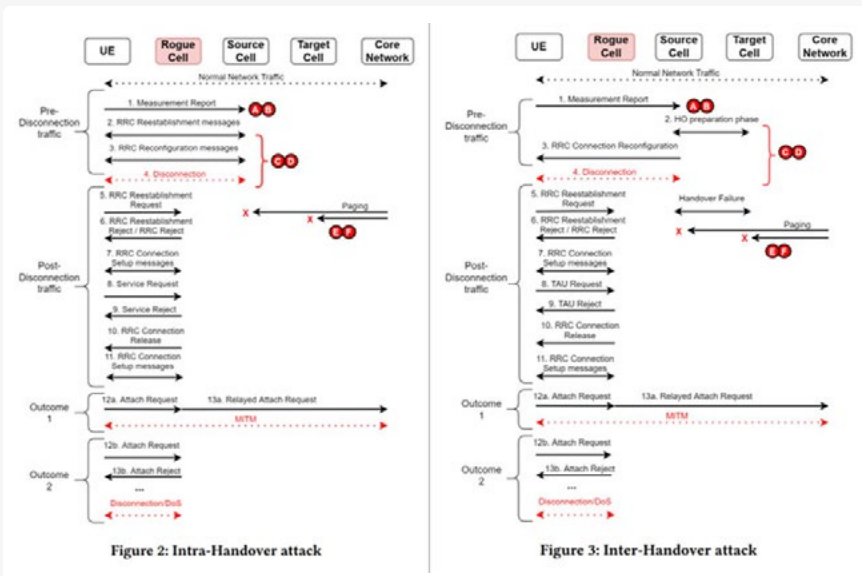 UE
Rogue
Cell
Source
Cell
Target
Cell
Core
Network
Normal Network Traffic
Pre-
Disconnection
traffic
1. Measurement Report
A B
2. RRC Reestablishment messages
3. RRC Reconfiguration messages
C D
4. Disconnection
Post-
Disconnection
traffic
5. RRC Reestablishment
Request
Paging
X
X
6. RRC Reestablishment
Reject / RRC Reject
E F
7. RRC Connection
Setup messages
8. Service Request
9. Service Reject
10. RRC Connection
Release
11. RRC Connection
Setup messages
Outcome
1
12a. Attach Request
13a. Relayed Attach Request
MITM
Outcome
2
12b. Attach Request
13b. Attach Reject
...
Disconnection/DoS
Figure 2: Intra-Handover attack
UE
Rogue
Cell
Source
Cell
Target
Cell
Core
Network
Normal Network Traffic
Pre-
Disconnection
traffic
1. Measurement Report
A B
2. HO preparation phase
3. RRC Connection Reconfiguration
C D
4. Disconnection
Post-
Disconnection
traffic
5. RRC Reestablishment
Request
Handover Failure
6. RRC Reestablishment
Reject / RRC Reject
Paging
X
X
E F
7. RRC Connection
Setup messages
8. TAU Request
9. TAU Reject
10. RRC Connection
Release
11. RRC Connection
Setup messages
Outcome
1
12a. Attach Request
13a. Relayed Attach Request
MITM
Outcome
2
12b. Attach Request
13b. Attach Reject
...
Disconnection/DoS
Figure 3: Inter-Handover attack